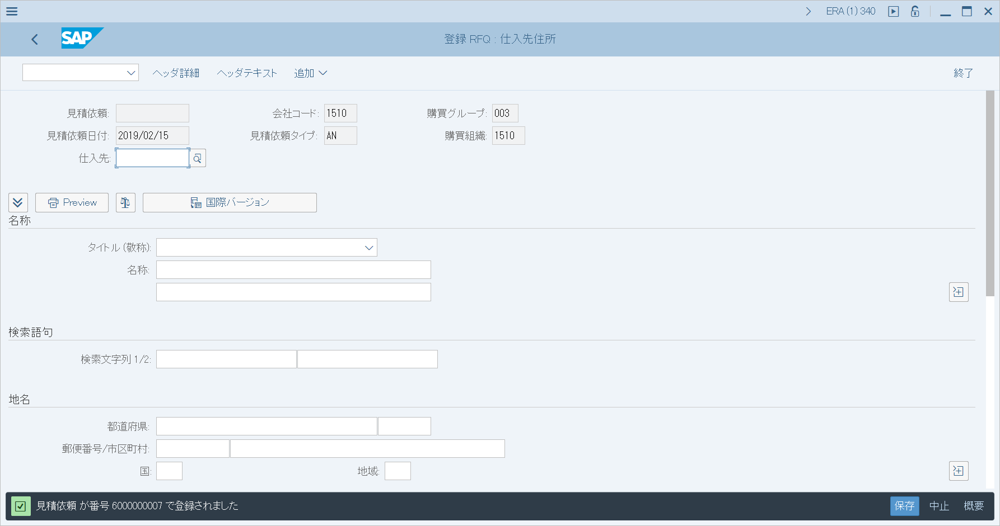 ERA (1) 340
SAP
登録 RFQ : 仕入先住所
ヘッダ詳細 ヘッダテキスト 追加 終了
見積依頼: 会社コード: 1510 購買グループ: 003
見積依頼日付: 2019/02/15 見積依頼タイプ: AN 購買組織: 1510
仕入先:
Preview 国際バージョン
名称
タイトル (敬称):
名称:
検索語句
検索文字列 1/2:
地名
都道府県:
郵便番号/市区町村:
国: 地域:
見積依頼 が番号 6000000007 で登録されました 保存 中止 概要